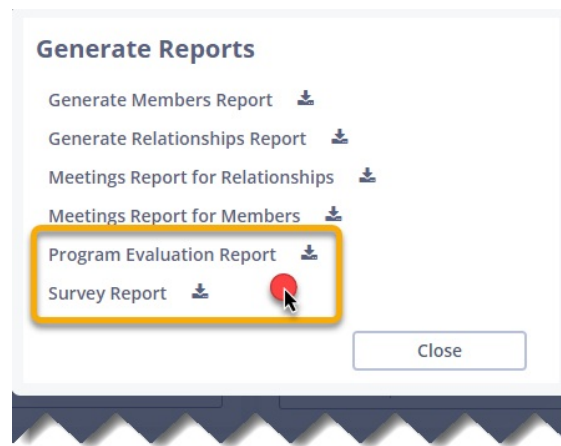 Generate Reports
Generate Members Report
Generate Relationships Report
Meetings Report for Relationships
Meetings Report for Members
Program Evaluation Report
Survey Report
Close